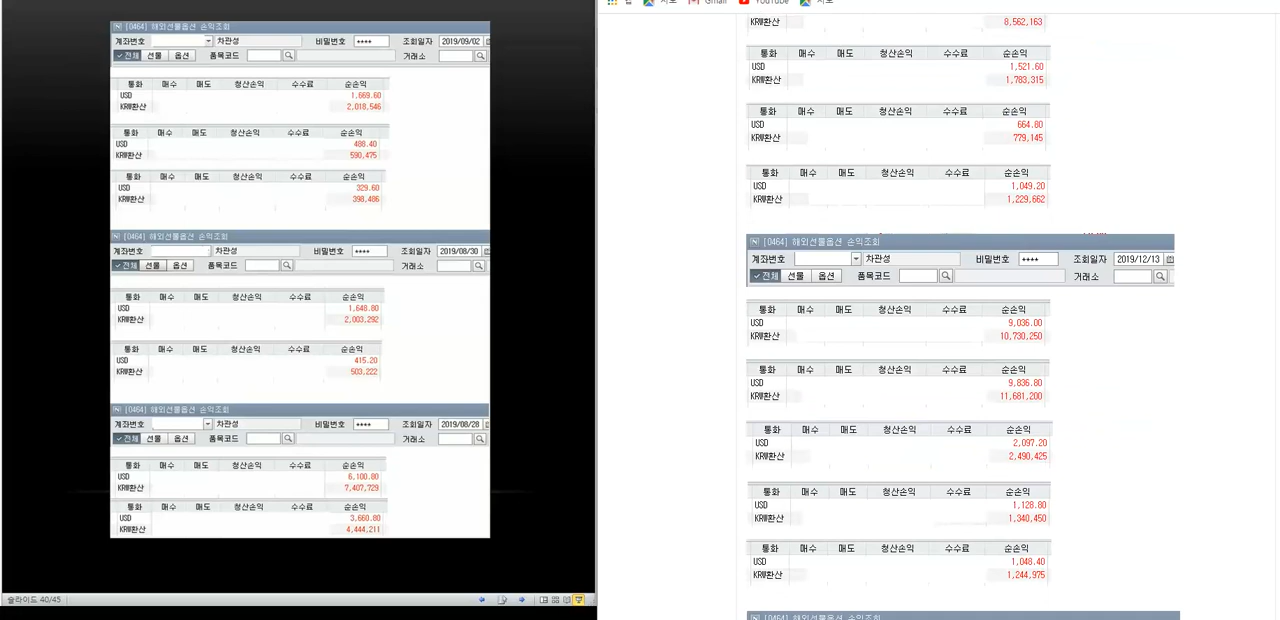 [0464] 해외선물옵션 손익조회
계좌번호 차관성 비밀번호 **** 조회일자 2019/09/02
전체 선물 옵션 품목코드 거래소
통화 매수 매도 청산손익 수수료 순손익
USD 1,669.60
KRW환산 2,018,546
통화 매수 매도 청산손익 수수료 순손익
USD 488.40
KRW환산 590,475
통화 매수 매도 청산손익 수수료 순손익
USD 329.60
KRW환산 398,486
[0464] 해외선물옵션 손익조회
계좌번호 차관성 비밀번호 **** 조회일자 2019/08/30
전체 선물 옵션 품목코드 거래소
통화 매수 매도 청산손익 수수료 순손익
USD 1,648.80
KRW환산 2,003,292
통화 매수 매도 청산손익 수수료 순손익
USD 415.20
KRW환산 503,222
[0464] 해외선물옵션 손익조회
계좌번호 차관성 비밀번호 **** 조회일자 2019/08/28
전체 선물 옵션 품목코드 거래소
통화 매수 매도 청산손익 수수료 순손익
USD 6,100.80
KRW환산 7,407,729
통화 매수 매도 청산손익 수수료 순손익
USD 3,660.80
KRW환산 4,444,211
슬라이드 40/45
Gmail YouTube
KRW환산 8,562,163
통화 매수 매도 청산손익 수수료 순손익
USD 1,521.60
KRW환산 1,783,315
통화 매수 매도 청산손익 수수료 순손익
USD 664.80
KRW환산 779,145
통화 매수 매도 청산손익 수수료 순손익
USD 1,049.20
KRW환산 1,229,662
[0464] 해외선물옵션 손익조회
계좌번호 차관성 비밀번호 **** 조회일자 2019/12/13
전체 선물 옵션 품목코드 거래소
통화 매수 매도 청산손익 수수료 순손익
USD 9,036.00
KRW환산 10,730,250
통화 매수 매도 청산손익 수수료 순손익
USD 9,836.80
KRW환산 11,681,200
통화 매수 매도 청산손익 수수료 순손익
USD 2,097.20
KRW환산 2,490,425
통화 매수 매도 청산손익 수수료 순손익
USD 1,128.80
KRW환산 1,340,450
통화 매수 매도 청산손익 수수료 순손익
USD 1,048.40
KRW환산 1,244,975
[0464] 해외선물옵션 손익조회